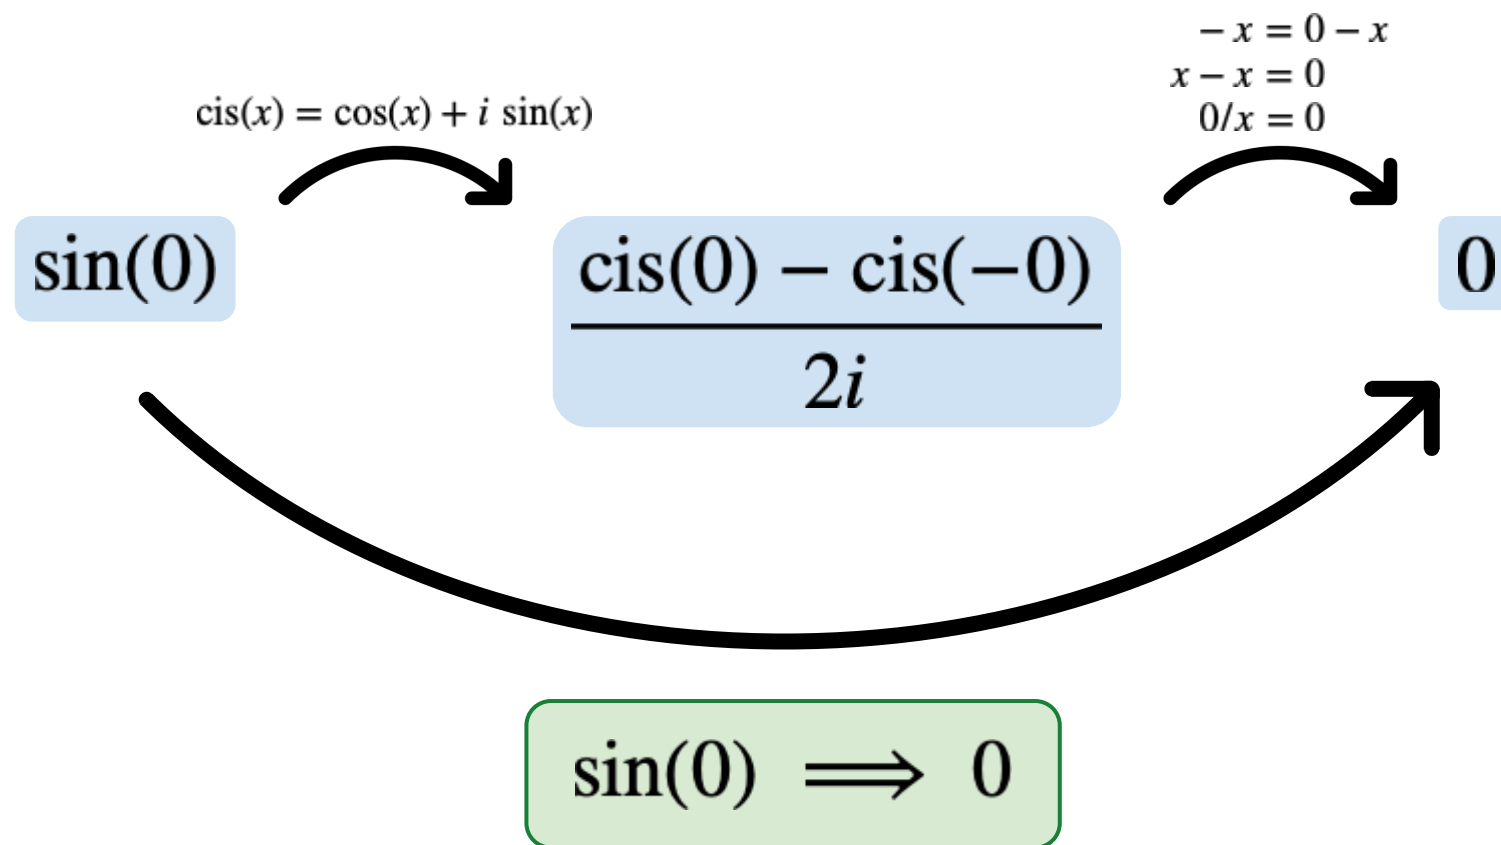 − x = 0 − x
x − x = 0
0/x = 0
cis(x) = cos(x) + i sin(x)
sin(0)
cis(0) − cis(−0)
2i
0
sin(0) ⟹ 0